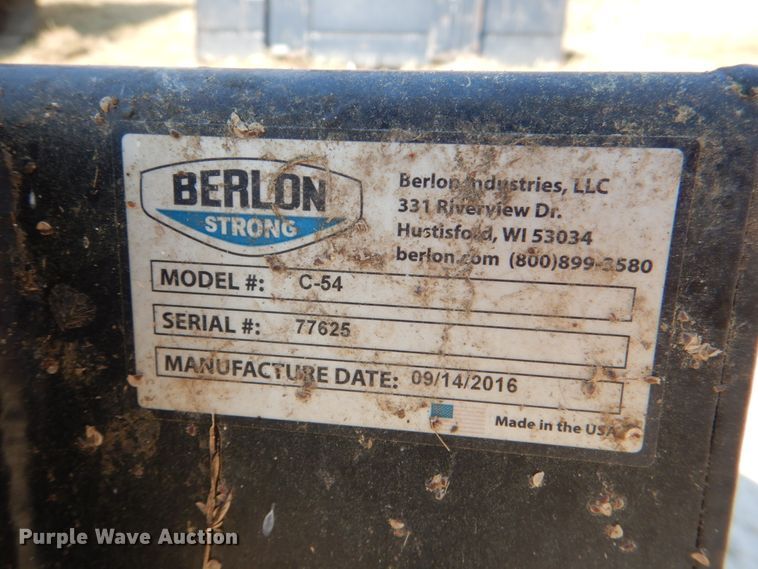 BERLON
STRONG
Berlon Industries, LLC
331 Riverview Dr.
Hustisford, WI 53034
berlon.com (800)899-3580
MODEL #: C-54
SERIAL #: 77625
MANUFACTURE DATE: 09/14/2016
Made in the USA
Purple Wave Auction